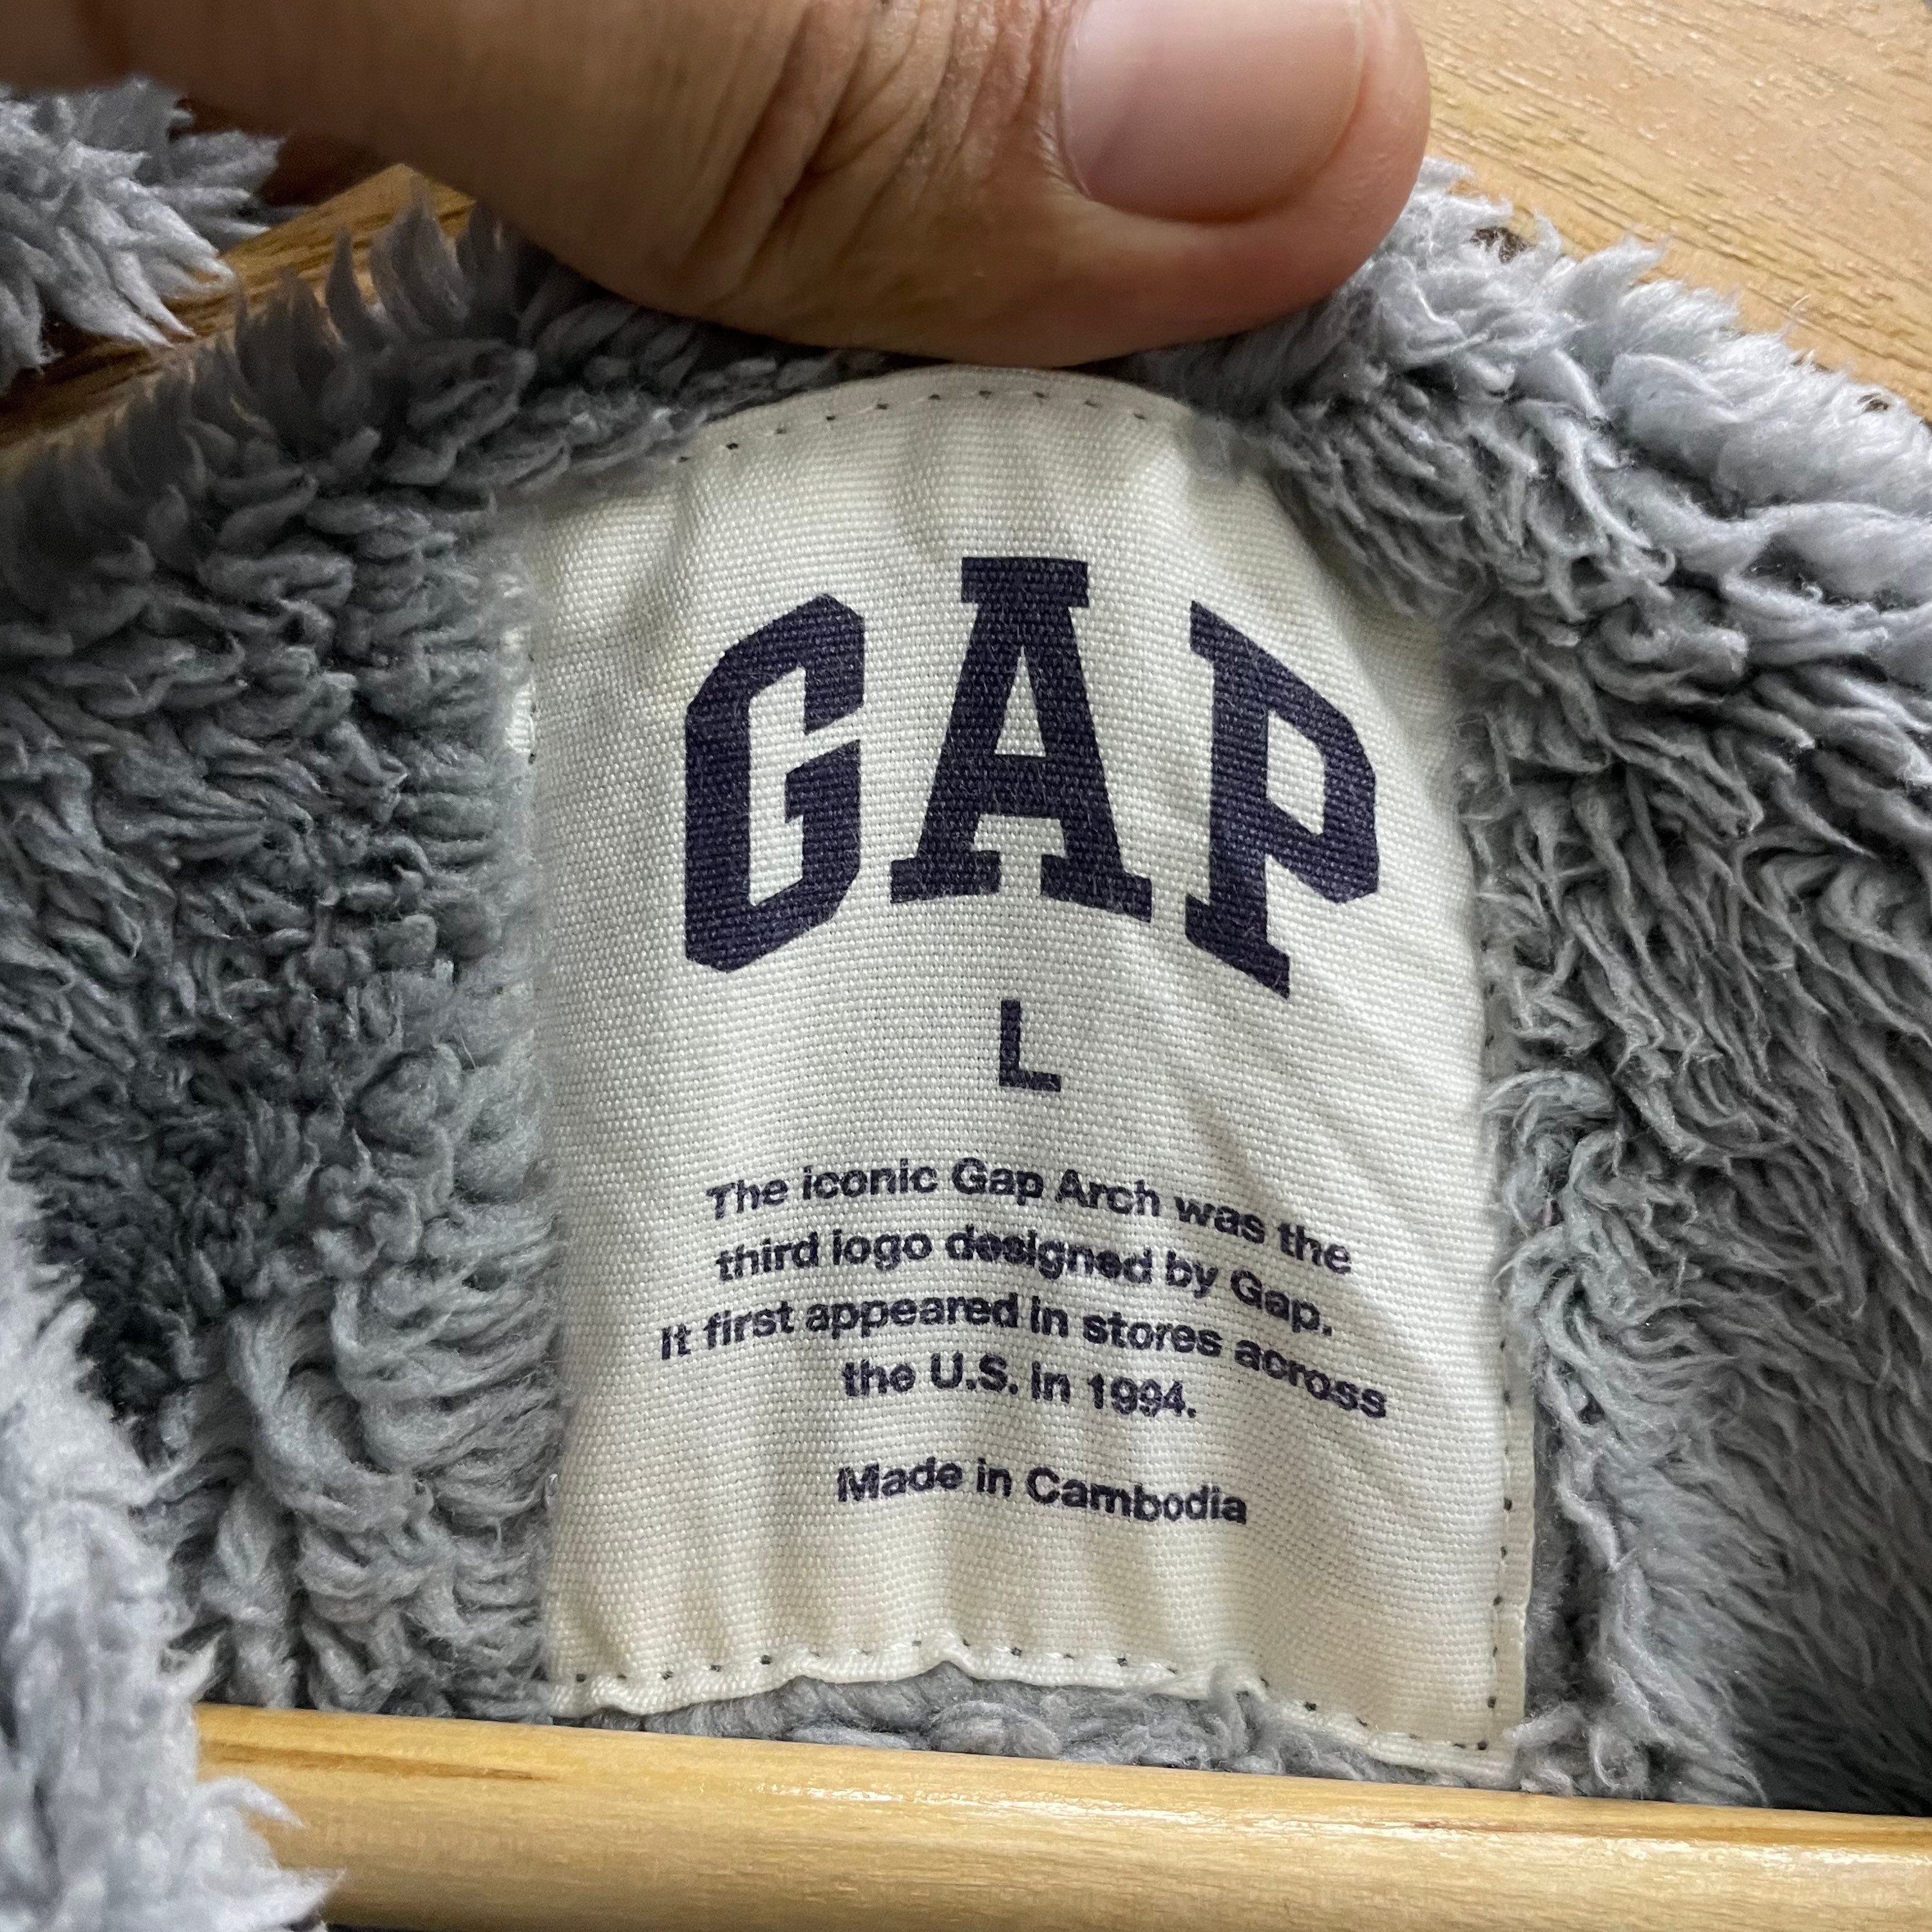 GAP
L
The iconic Gap Arch was the
third logo designed by Gap.
It first appeared in stores across
the U.S. in 1994.
Made in Cambodia